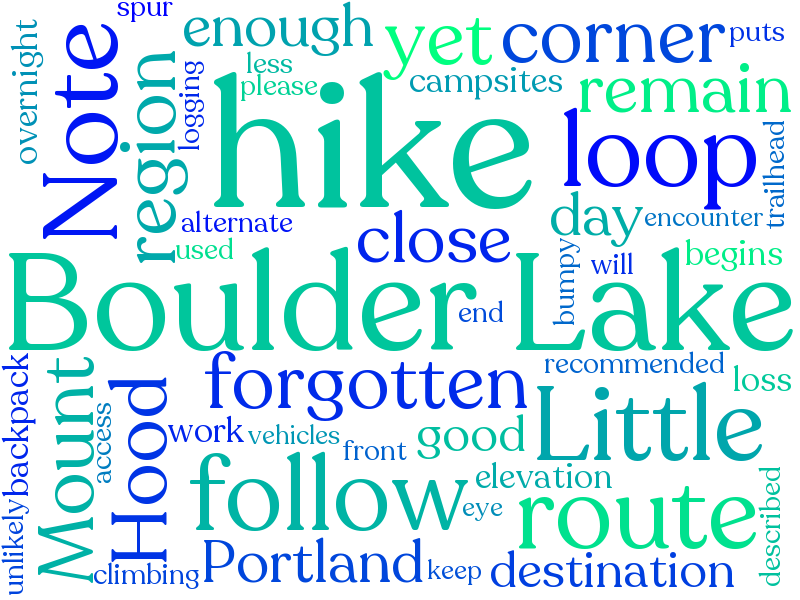 spur
overnight
Note
region
logging
enough
less
please
yet
corner
puts
campsites
remain
hike
loop
trailhead
alternate
used
close
day
encounter
bumpy
will
begins
Boulder Lake
end
recommended
loss
backpack
unlikely
Mount
access
Hood
forgotten
work
vehicles
front
good
Little
follow
elevation
eye
route
described
climbing
Portland
keep
destination